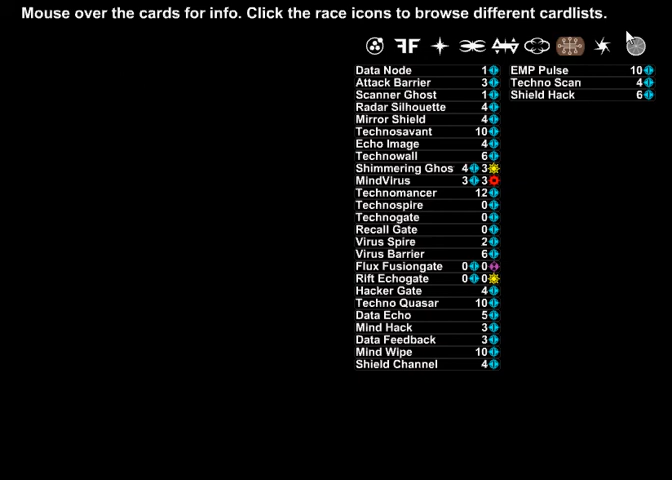 Mouse over the cards for info. Click the race icons to browse different cardlists.
FF
Data Node 1
Attack Barrier 3
Scanner Ghost 1
Radar Silhouette 4
Mirror Shield 4
Technosavant 10
Echo Image 4
Technowall 6
Shimmering Ghos 4 3
MindVirus 3 3
Technomancer 12
Technospire 0
Technogate 0
Recall Gate 0
Virus Spire 2
Virus Barrier 6
Flux Fusiongate 0 0
Rift Echogate 0 0
Hacker Gate 4
Techno Quasar 10
Data Echo 5
Mind Hack 3
Data Feedback 3
Mind Wipe 10
Shield Channel 4
EMP Pulse 10
Techno Scan 4
Shield Hack 6